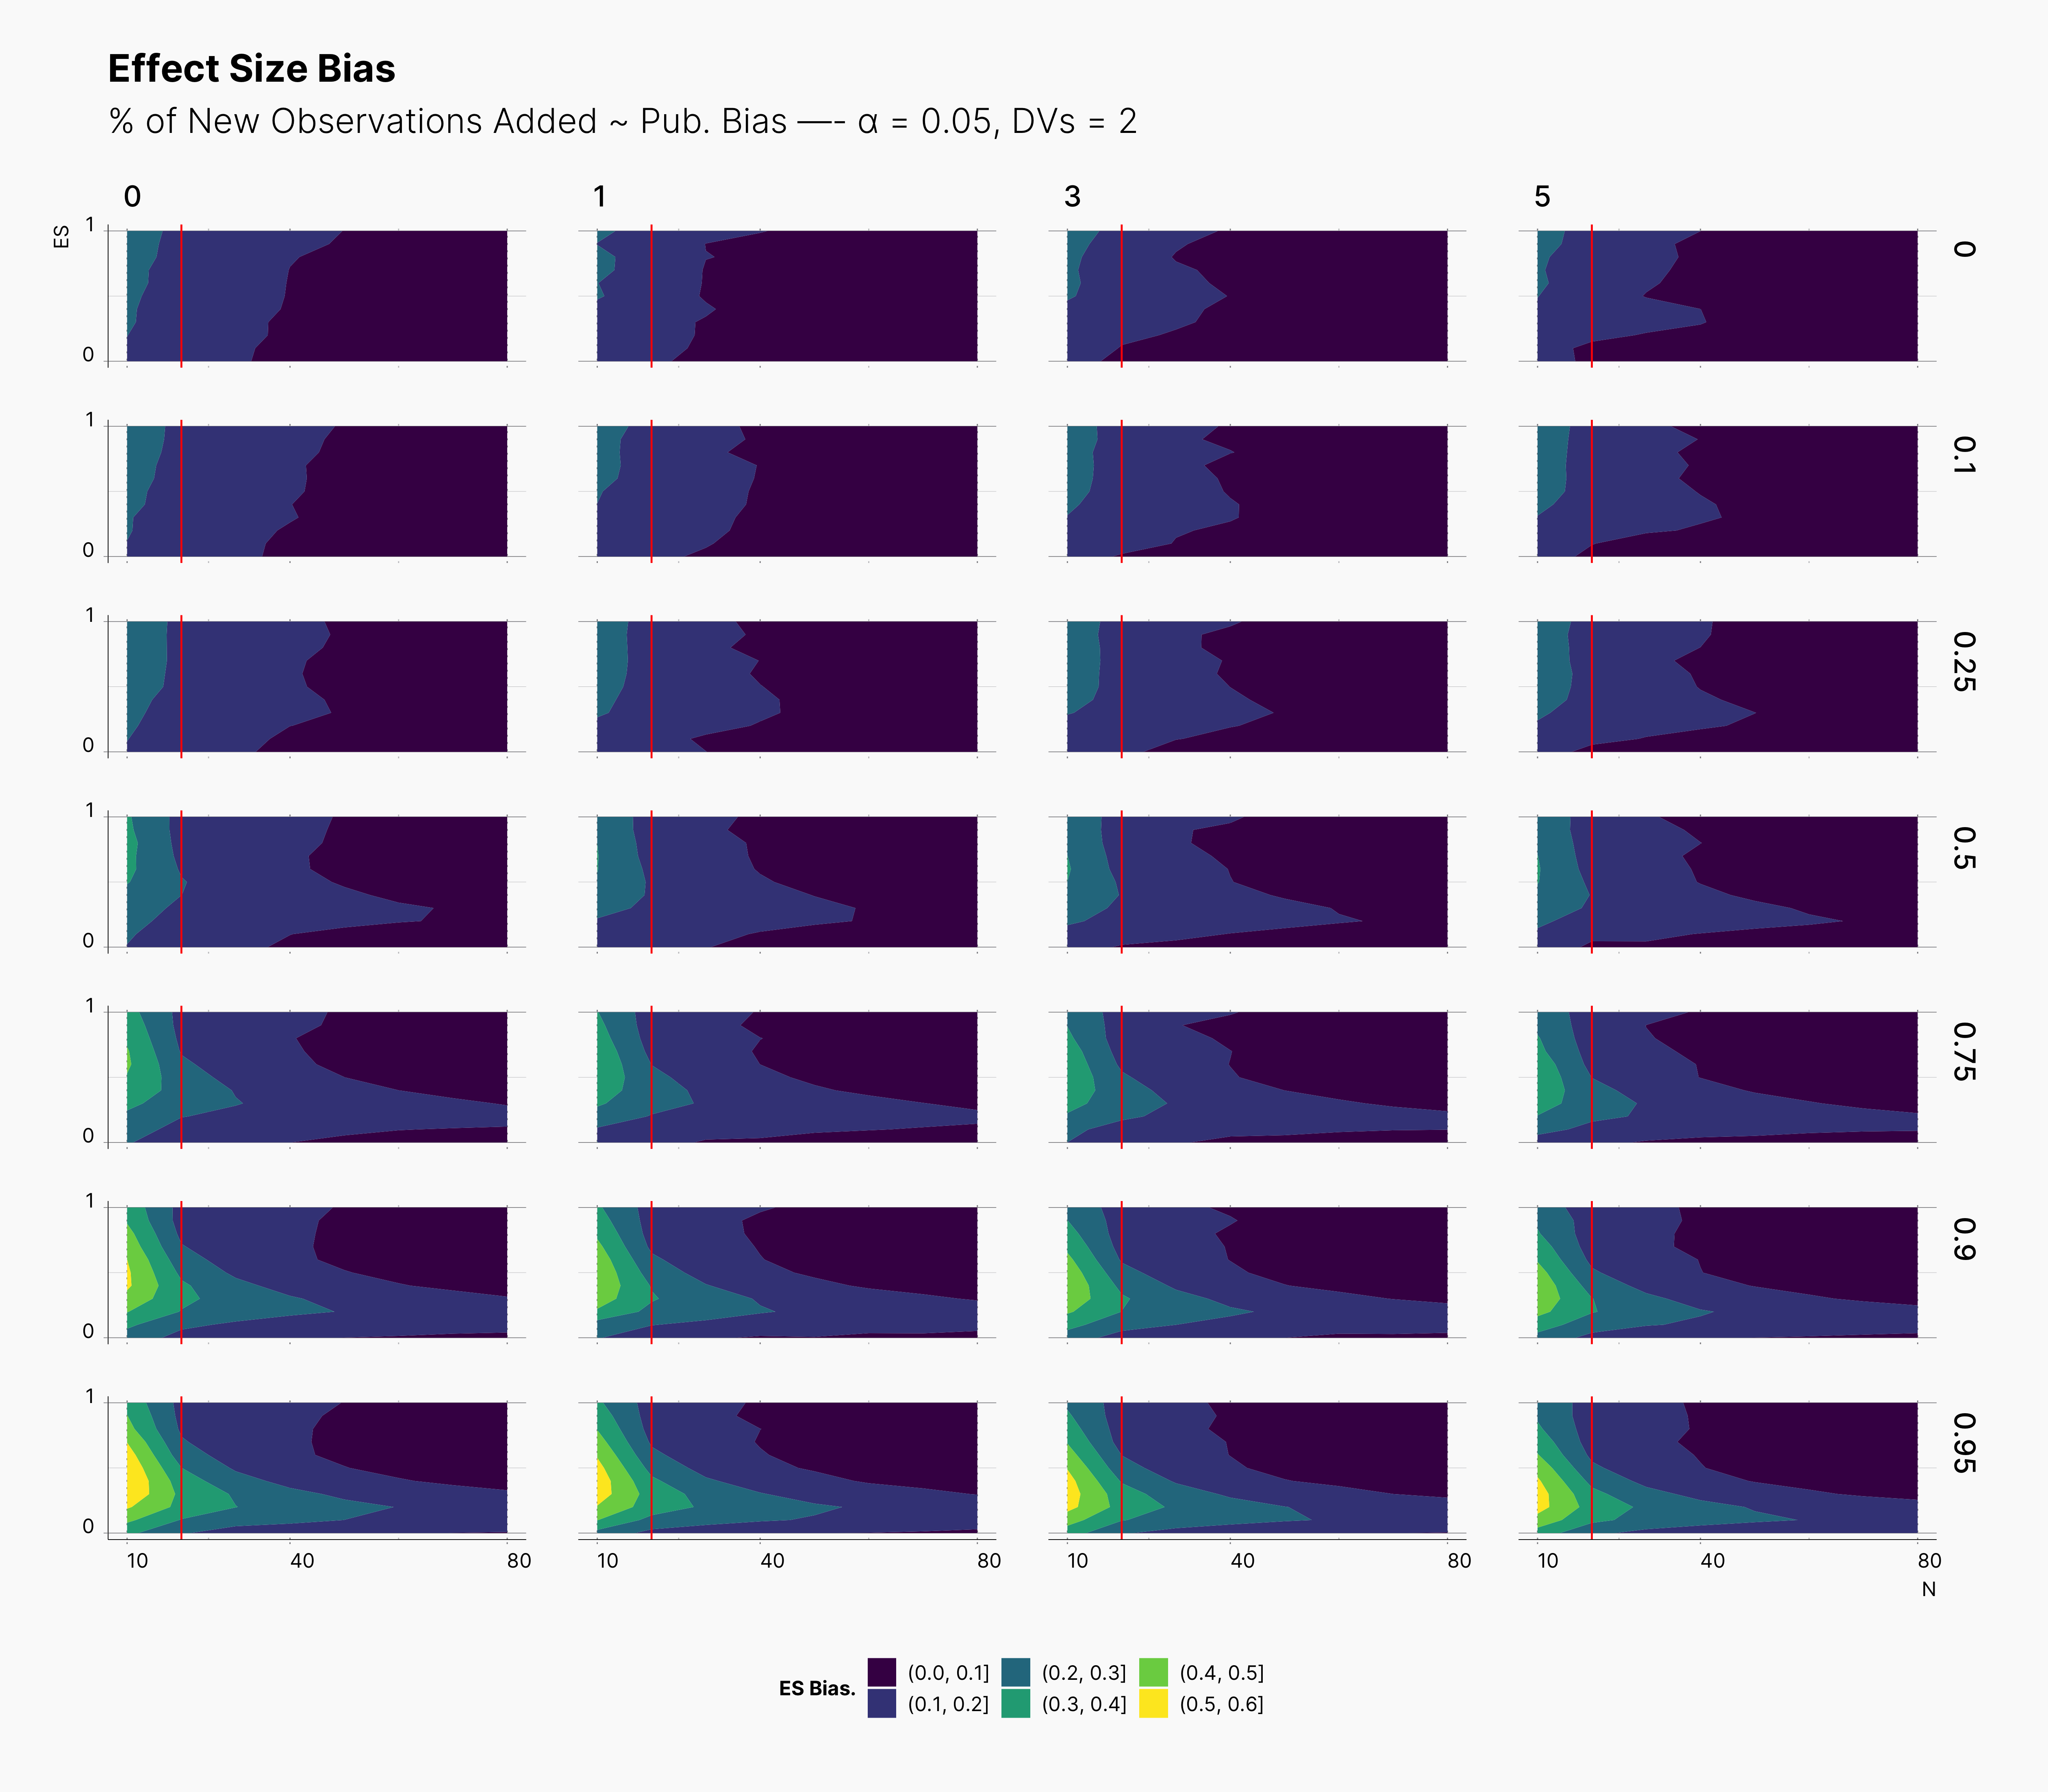 Effect Size Bias
% of New Observations Added ~ Pub. Bias —- α = 0.05, DVs = 2
0 1 3 5
ES
1
0
0
1
0
0.1
1
0
0.25
1
0
0.5
1
0
0.75
1
0
0.9
1
0
0.95
10 40 80 10 40 80 10 40 80 10 40 80
N
ES Bias.
(0.0, 0.1] (0.2, 0.3] (0.4, 0.5]
(0.1, 0.2] (0.3, 0.4] (0.5, 0.6]